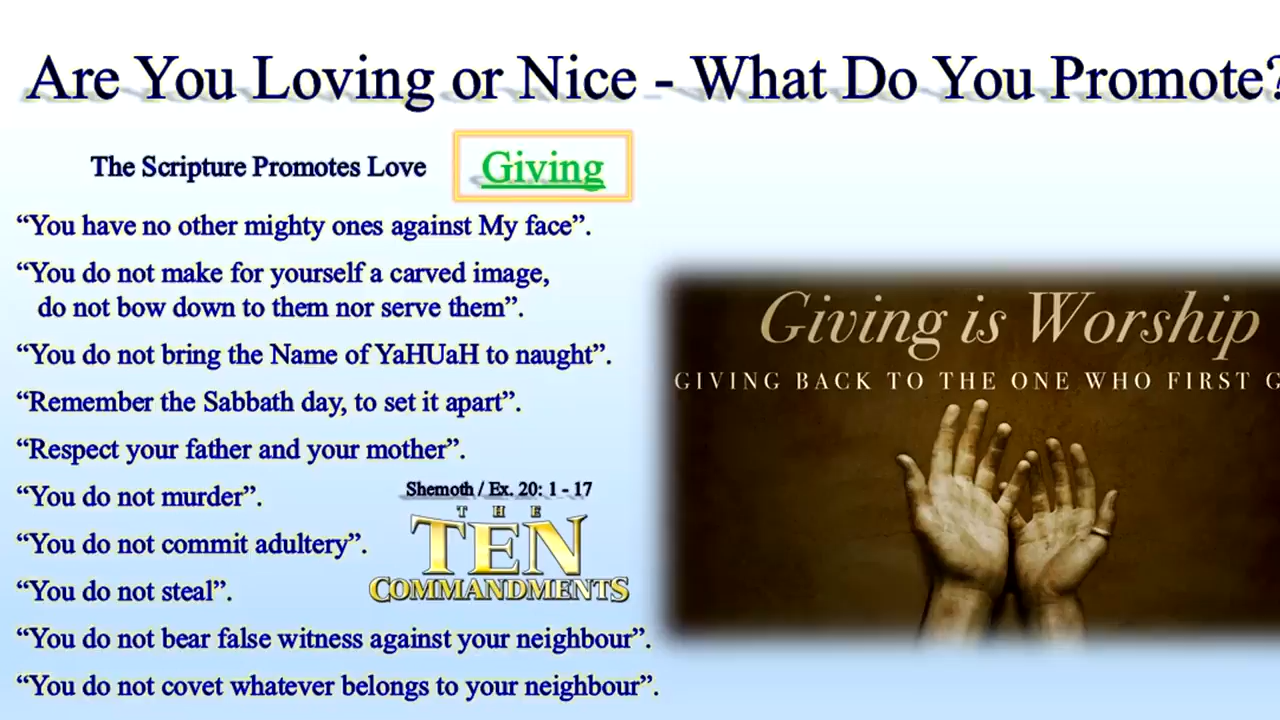 Are You Loving or Nice - What Do You Promote?
The Scripture Promotes Love
Giving
“You have no other mighty ones against My face”.
“You do not make for yourself a carved image,
do not bow down to them nor serve them”.
“You do not bring the Name of YaHUaH to naught”.
“Remember the Sabbath day, to set it apart”.
“Respect your father and your mother”.
“You do not murder”.
“You do not commit adultery”.
“You do not steal”.
“You do not bear false witness against your neighbour”.
“You do not covet whatever belongs to your neighbour”.
Shemoth / Ex. 20: 1 - 17
THE
TEN
COMMANDMENTS
Giving is Worship
GIVING BACK TO THE ONE WHO FIRST